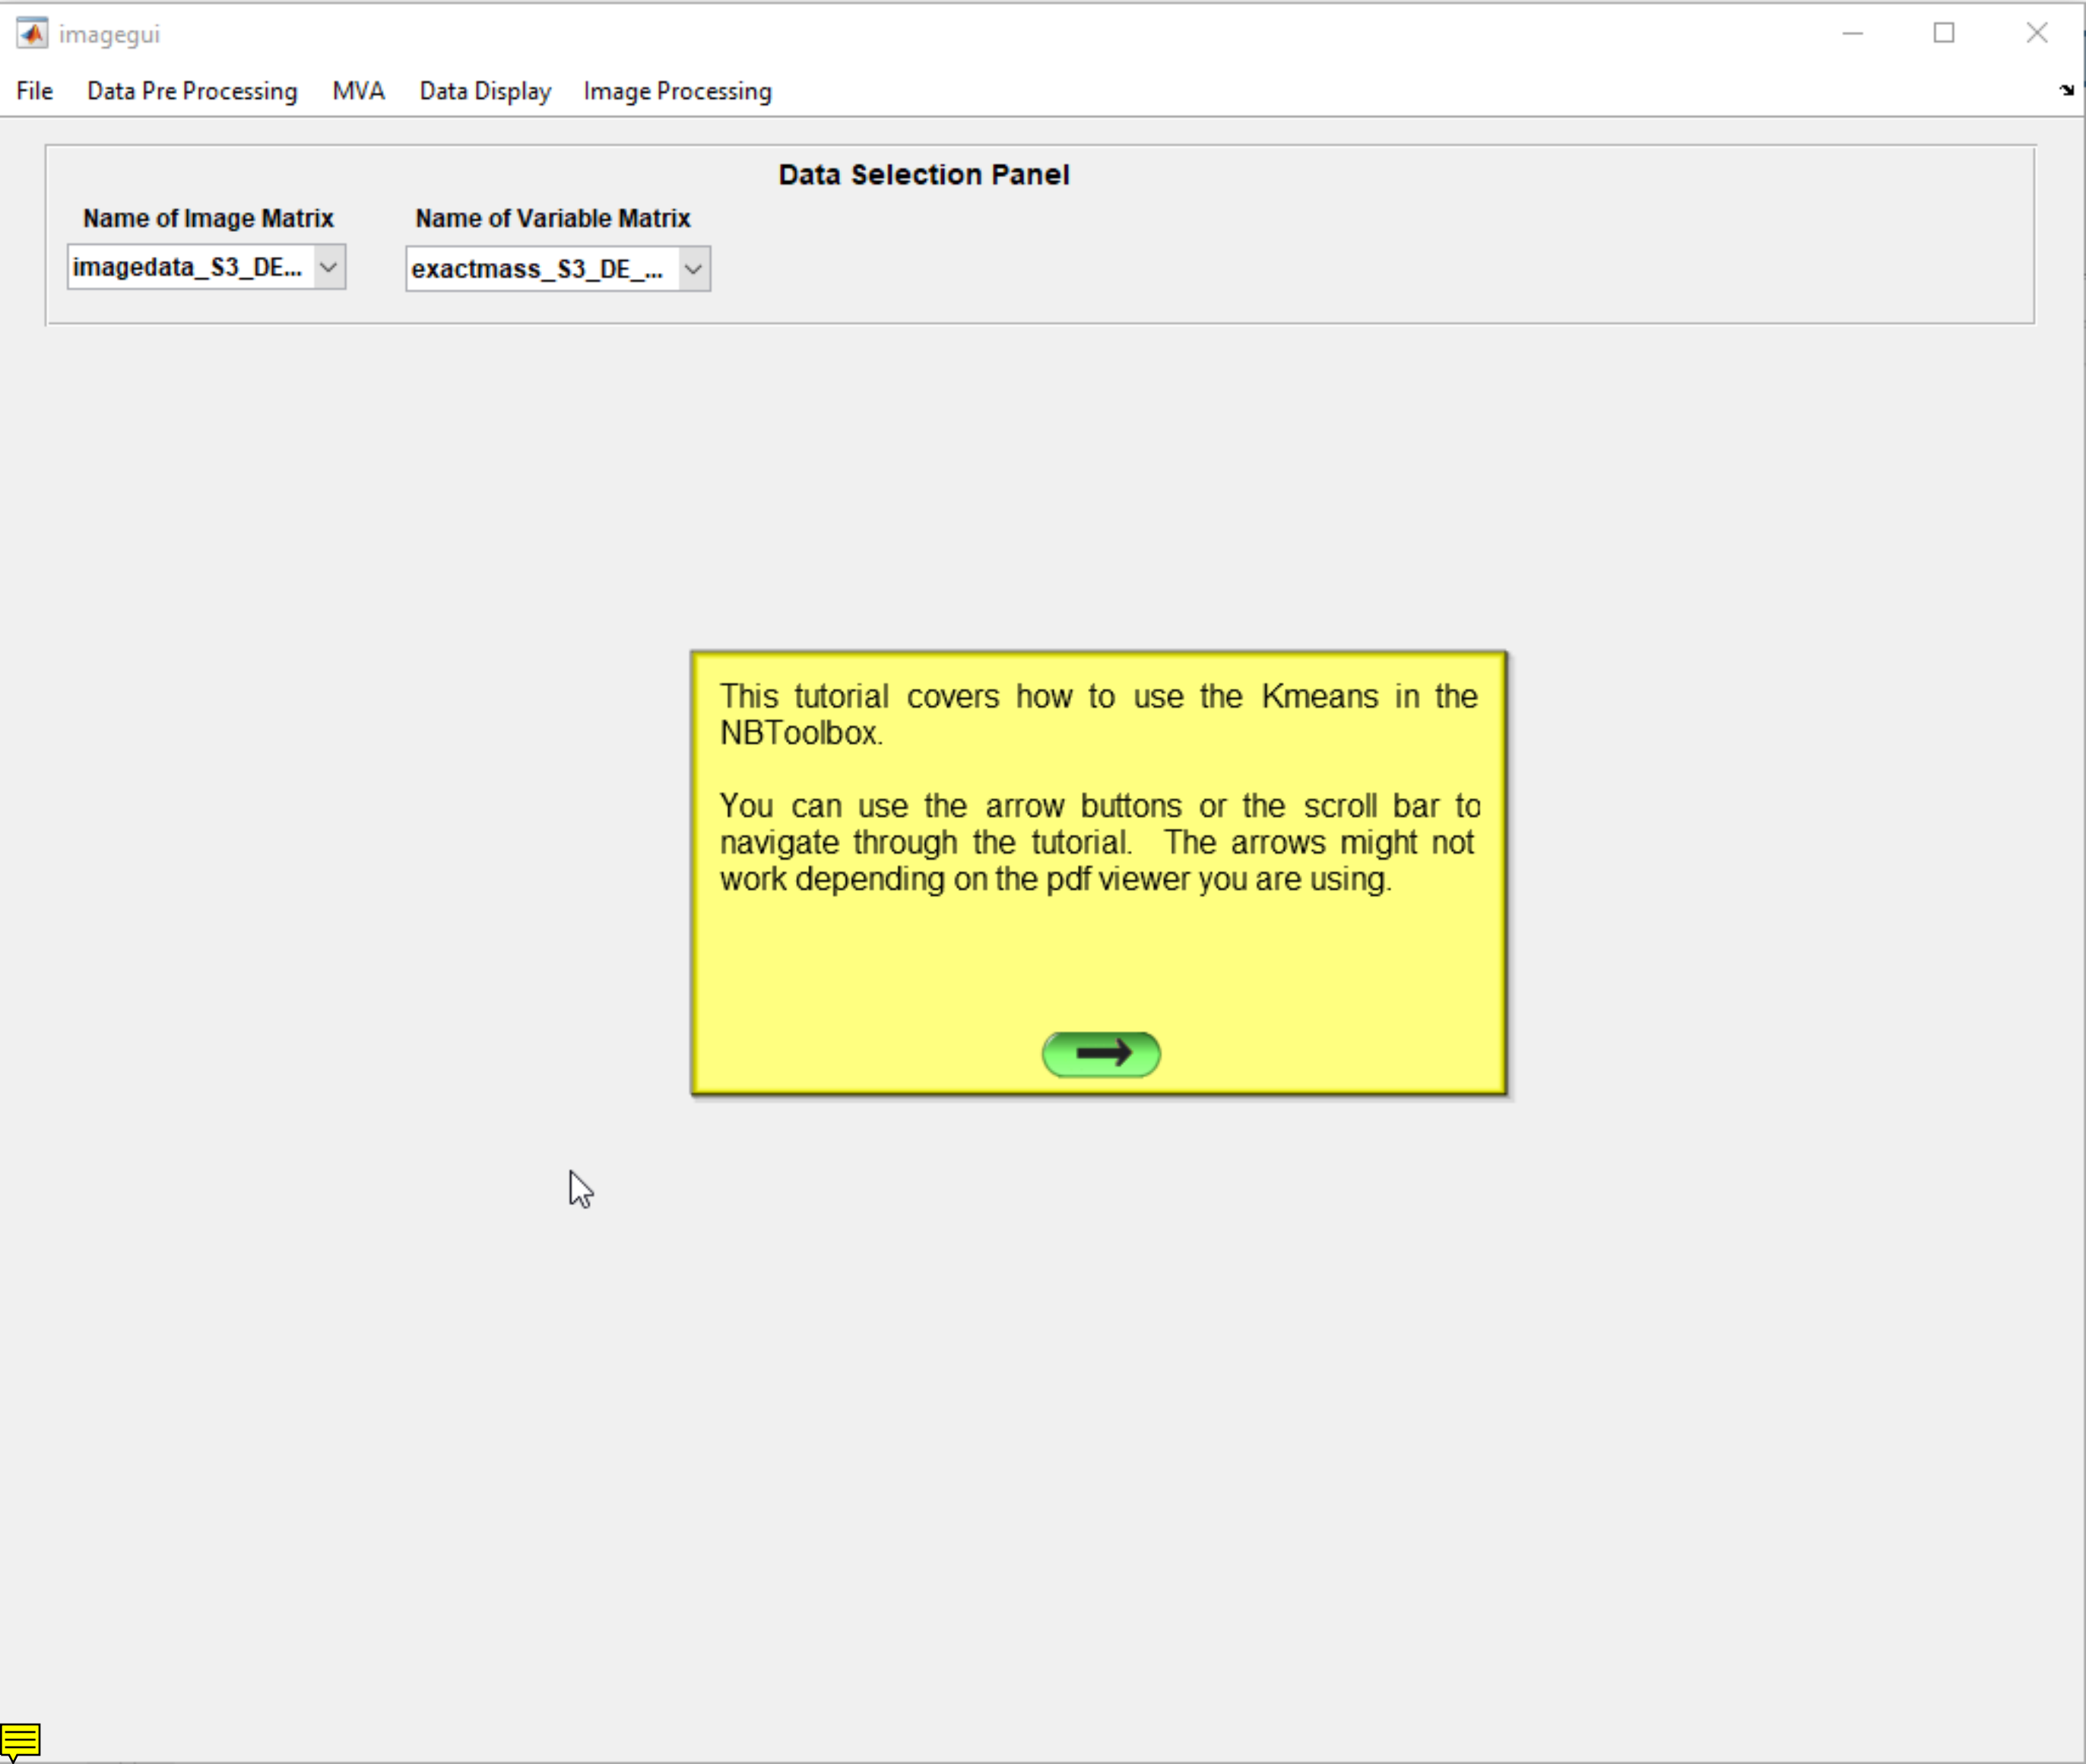 imagegui
File Data Pre Processing MVA Data Display Image Processing
Data Selection Panel
Name of Image Matrix Name of Variable Matrix
imagedata_S3_DE... exactmass_S3_DE_...
This tutorial covers how to use the Kmeans in the
NBToolbox.
You can use the arrow buttons or the scroll bar to
navigate through the tutorial. The arrows might not
work depending on the pdf viewer you are using.